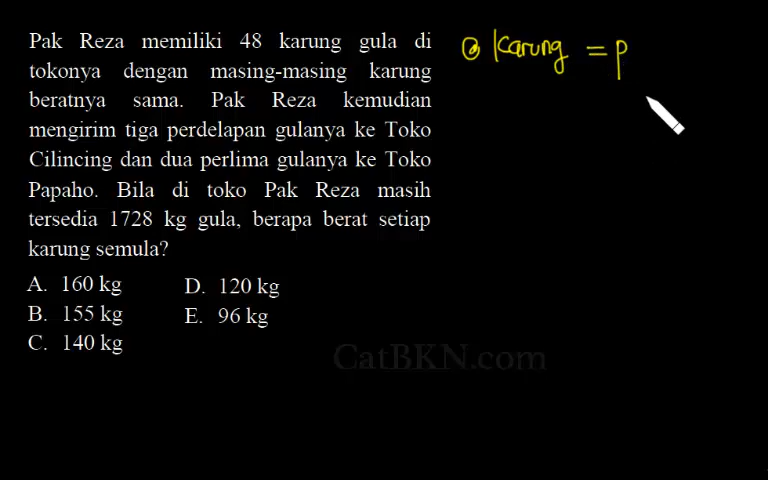 Pak Reza memiliki 48 karung gula di
tokonya dengan masing-masing karung
beratnya sama. Pak Reza kemudian
mengirim tiga perdelapan gulanya ke Toko
Cilincing dan dua perlima gulanya ke Toko
Papaho. Bila di toko Pak Reza masih
tersedia 1728 kg gula, berapa berat setiap
karung semula?
A. 160 kg
B. 155 kg
C. 140 kg
D. 120 kg
E. 96 kg
@ Karung = p
CatBKN.com